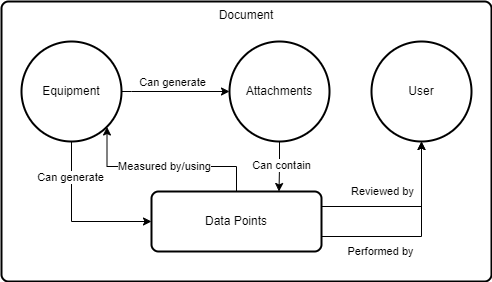 Document
Equipment
Can generate
Attachments
User
Can generate
Measured by/using
Can contain
Data Points
Reviewed by
Performed by